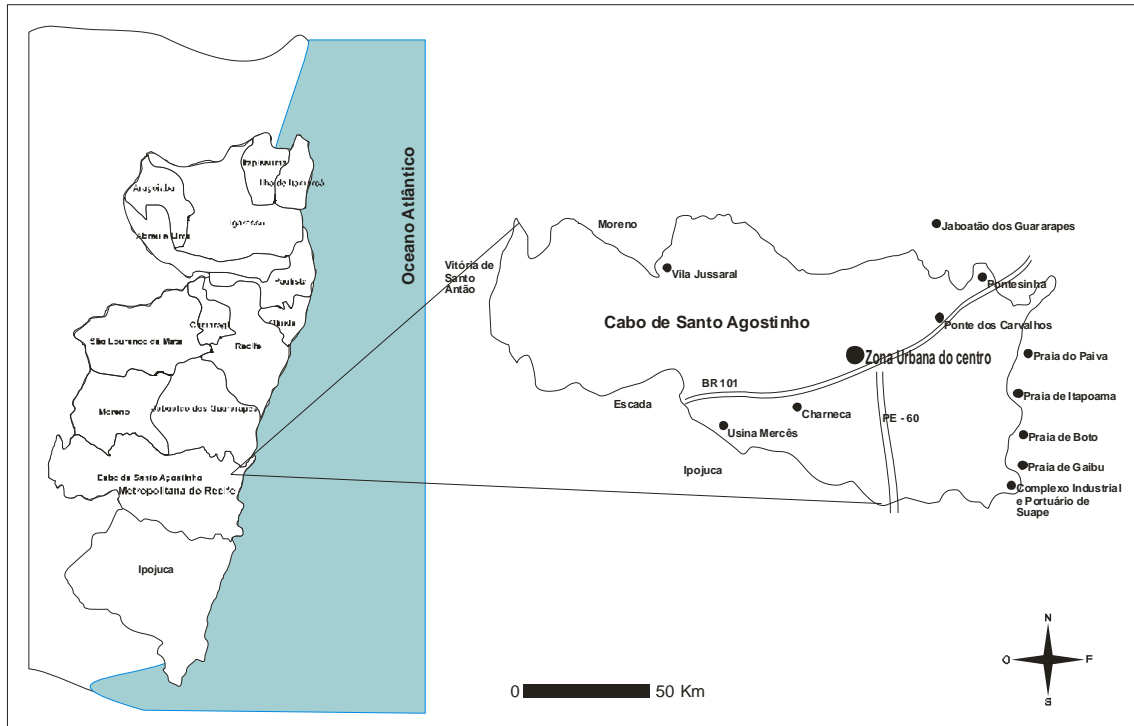 Itapissuma
Ilha de Itamaracá
Araçoiaba
Igarassu
Abreu e Lima
Paulista
Camaragi
Olinda
São Lourenço da Mata
Recife
Moreno
Jaboatão dos Guararapes
Cabo de Santo Agostinho
Metropolitana do Recife
Ipojuca
Oceano Atlântico
Vitória de
Santo
Antão
Moreno
Jaboatão dos Guararapes
Vila Jussaral
Pontesinha
Cabo de Santo Agostinho
Ponte dos Carvalhos
Zona Urbana do centro
Praia do Paiva
BR 101
Praia de Itapoama
Escada
Charneca
PE - 60
Usina Mercês
Praia de Boto
Ipojuca
Praia de Gaibu
Complexo Industrial
e Portuário de
Suape
N
O
F
S
0
50 Km